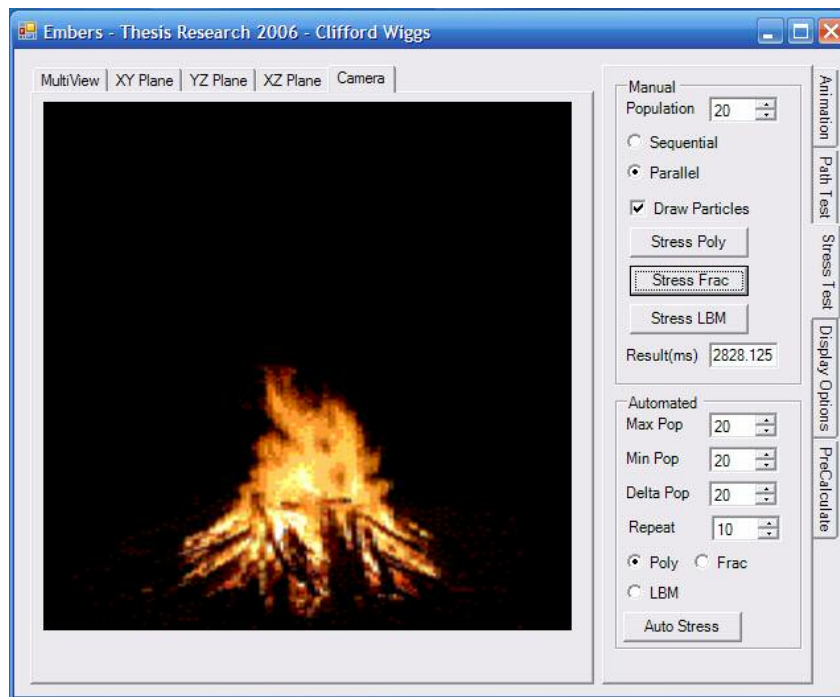 Embers - Thesis Research 2006 - Clifford Wiggs
MultiView XY Plane YZ Plane XZ Plane Camera
Manual
Population 20
Sequential
Parallel
Draw Particles
Stress Poly
Stress Frac
Stress LBM
Result(ms) 2828.125
Automated
Max Pop 20
Min Pop 20
Delta Pop 20
Repeat 10
Poly Frac
LBM
Auto Stress
Animation
Path Test
Stress Test
Display Options
PreCalculate